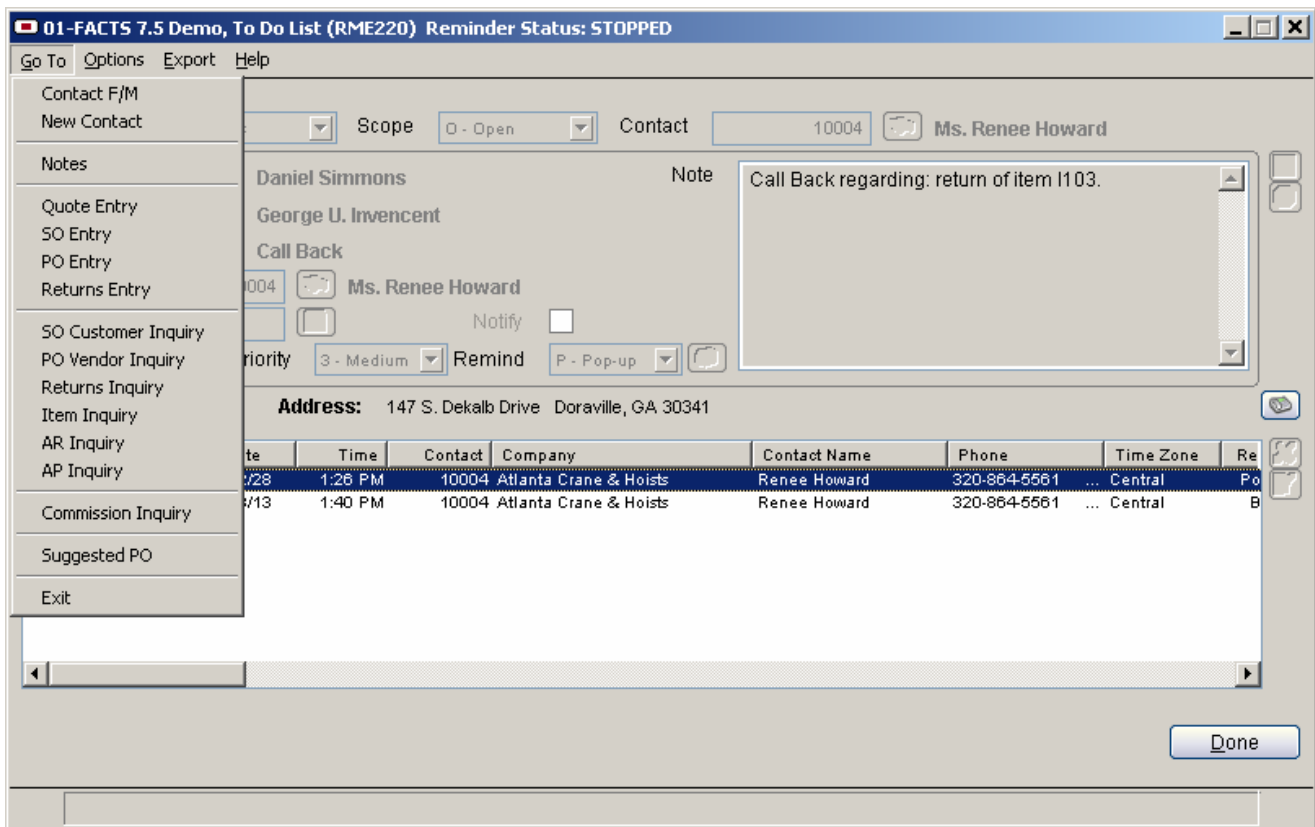 01-FACTS 7.5 Demo, To Do List (RME220) Reminder Status: STOPPED
Go To Options Export Help
Contact F/M
New Contact
Notes
Quote Entry
SO Entry
PO Entry
Returns Entry
SO Customer Inquiry
PO Vendor Inquiry
Returns Inquiry
Item Inquiry
AR Inquiry
AP Inquiry
Commission Inquiry
Suggested PO
Exit
Scope O - Open Contact 10004 Ms. Renee Howard
Daniel Simmons Note Call Back regarding: return of item I103.
George U. Invencent
Call Back
0004 Ms. Renee Howard
Notify
riority 3 - Medium Remind P - Pop-up
Address: 147 S. Dekalb Drive Doraville, GA 30341
te Time Contact Company Contact Name Phone Time Zone Re
/28 1:26 PM 10004 Atlanta Crane & Hoists Renee Howard 320-864-5561 ... Central Po
/13 1:40 PM 10004 Atlanta Crane & Hoists Renee Howard 320-864-5561 ... Central B
Done